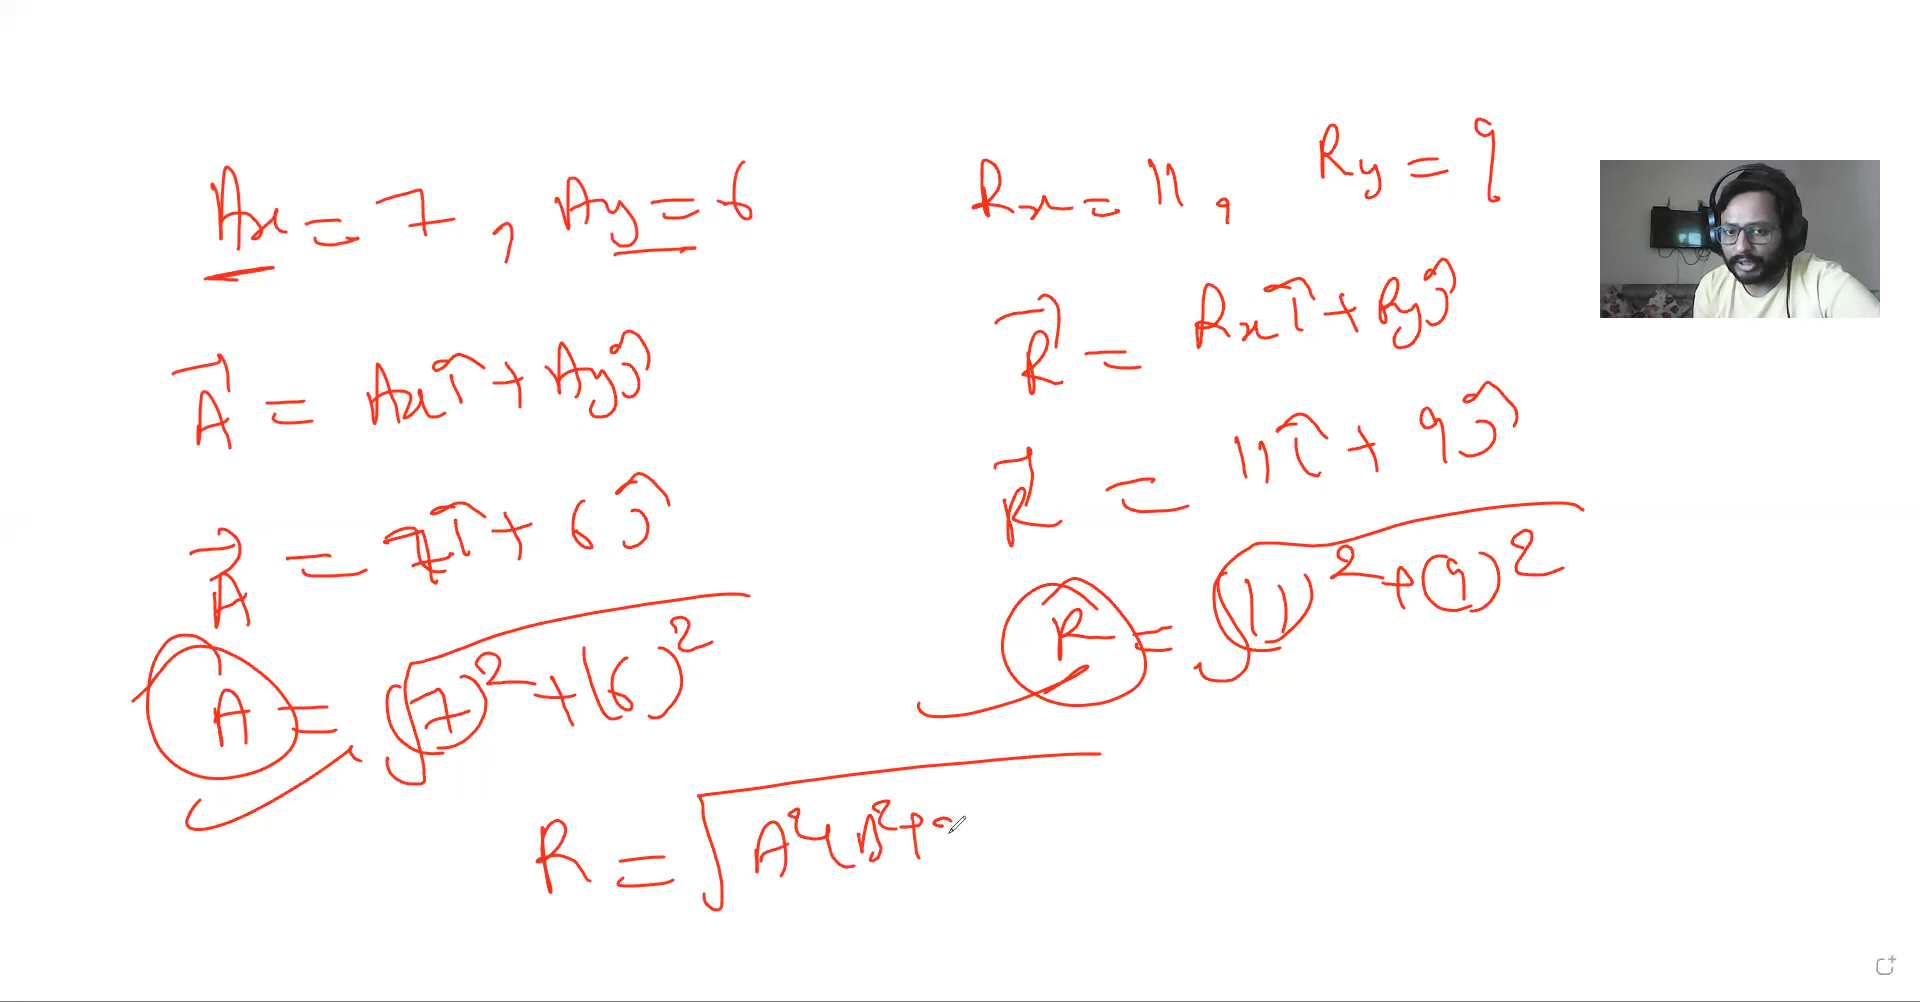 Ax = 7, Ay = 6
A⃗ = Axî + Ayĵ
A⃗ = 7î + 6ĵ
A = √(7)² + (6)²
Rx = 11, Ry = 9
R⃗ = Rxî + Ryĵ
R⃗ = 11î + 9ĵ
R = √(11)² + (9)²
R = √A² + B² +